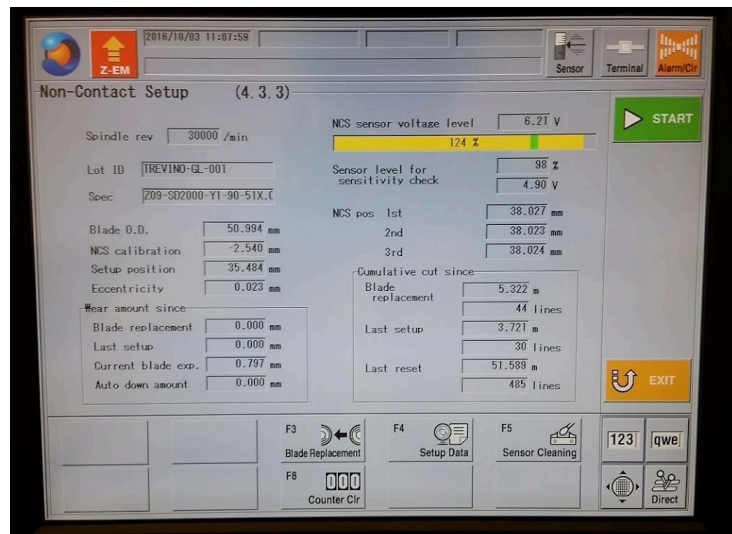 2016/10/03 11:07:59
Z-EM
Sensor
Terminal
Alarm/Clr
Non-Contact Setup (4.3.3)
Spindle rev 30000 /min
Lot ID TREVINO-GL-001
Spec Z09-SD2000-Y1-90-51X.
Blade O.D. 50.994 mm
NCS calibration -2.540 mm
Setup position 35.484 mm
Eccentricity 0.023 mm
Wear amount since
Blade replacement 0.000 mm
Last setup 0.000 mm
Current blade exp. 0.797 mm
Auto down amount 0.000 mm
NCS sensor voltage level 6.21 V
124 %
Sensor level for
sensitivity check
98 %
4.90 V
NCS pos 1st 38.027 mm
2nd 38.023 mm
3rd 38.024 mm
Cumulative cut since
Blade
replacement
5.322 m
44 lines
Last setup 3.721 m
30 lines
Last reset 51.589 m
485 lines
START
EXIT
F3
Blade Replacement
F4
Setup Data
F5
Sensor Cleaning
F8
000
Counter Clr
123
qwe
Direct